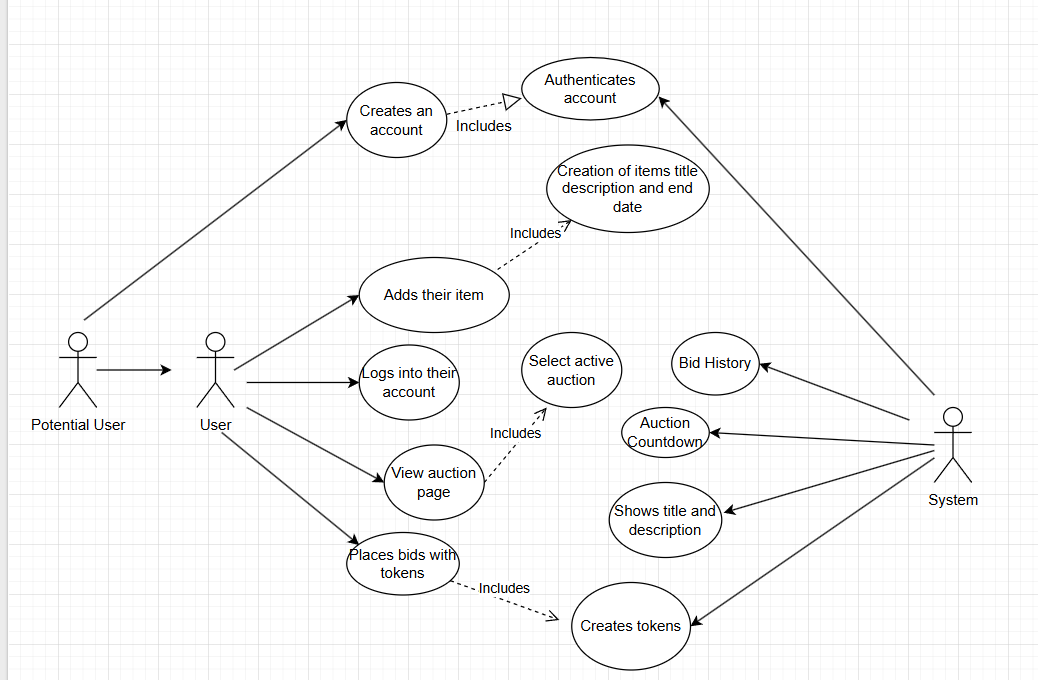 Authenticates
account
Creates an
account
Includes
Creation of items title
description and end
date
Includes
Adds their item
Select active
auction
Bid History
Logs into their
account
Potential User
User
Includes
Auction
Countdown
View auction
page
System
Shows title and
description
Places bids with
tokens
Includes
Creates tokens